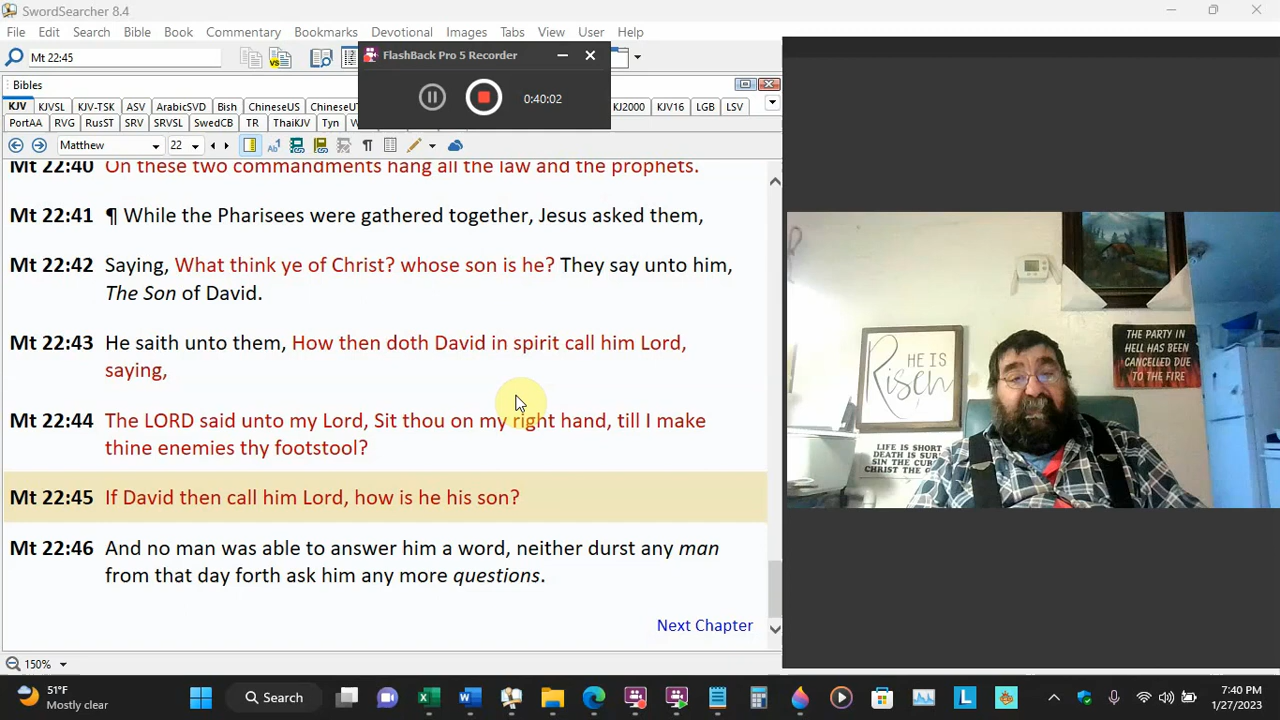 SwordSearcher 8.4
File Edit Search Bible Book Commentary Bookmarks Devotional Images Tabs View User Help
Mt 22:45
FlashBack Pro 5 Recorder
0:40:02
Bibles
KJV KJVSL KJV-TSK ASV ArabicSVD Bish ChineseUS ChineseU KJ2000 KJV16 LGB LSV
PortAA RVG RusST SRV SRVSL SwedCB TR ThaiKJV Tyn
Matthew 22
Mt 22:40 On these two commandments hang all the law and the prophets.
Mt 22:41 ¶ While the Pharisees were gathered together, Jesus asked them,
Mt 22:42 Saying, What think ye of Christ? whose son is he? They say unto him,
The Son of David.
Mt 22:43 He saith unto them, How then doth David in spirit call him Lord,
saying,
Mt 22:44 The LORD said unto my Lord, Sit thou on my right hand, till I make
thine enemies thy footstool?
Mt 22:45 If David then call him Lord, how is he his son?
Mt 22:46 And no man was able to answer him a word, neither durst any man
from that day forth ask him any more questions.
Next Chapter
150%
HE IS
Risen
THE PARTY IN
HELL HAS BEEN
CANCELLED DUE
TO THE FIRE
LIFE IS SHORT
DEATH IS SUR
SIN THE CUR
CHRIST THE C
51°F
Mostly clear
Search
7:40 PM
1/27/2023